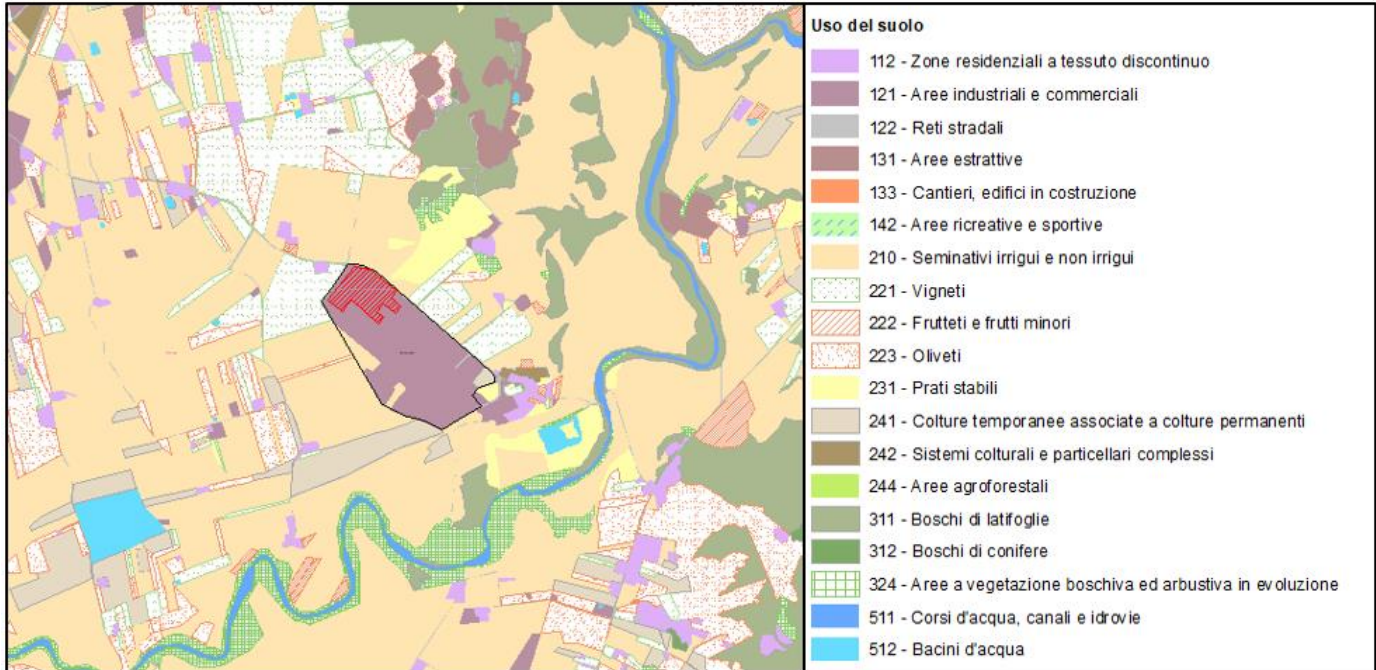 Uso del suolo
112 - Zone residenziali a tessuto discontinuo
121 - Aree industriali e commerciali
122 - Reti stradali
131 - Aree estrattive
133 - Cantieri, edifici in costruzione
142 - Aree ricreative e sportive
210 - Seminativi irrigui e non irrigui
221 - Vigneti
222 - Frutteti e frutti minori
223 - Oliveti
231 - Prati stabili
241 - Colture temporanee associate a colture permanenti
242 - Sistemi colturali e particellari complessi
244 - Aree agroforestali
311 - Boschi di latifoglie
312 - Boschi di conifere
324 - Aree a vegetazione boschiva ed arbustiva in evoluzione
511 - Corsi d'acqua, canali e idrovie
512 - Bacini d'acqua